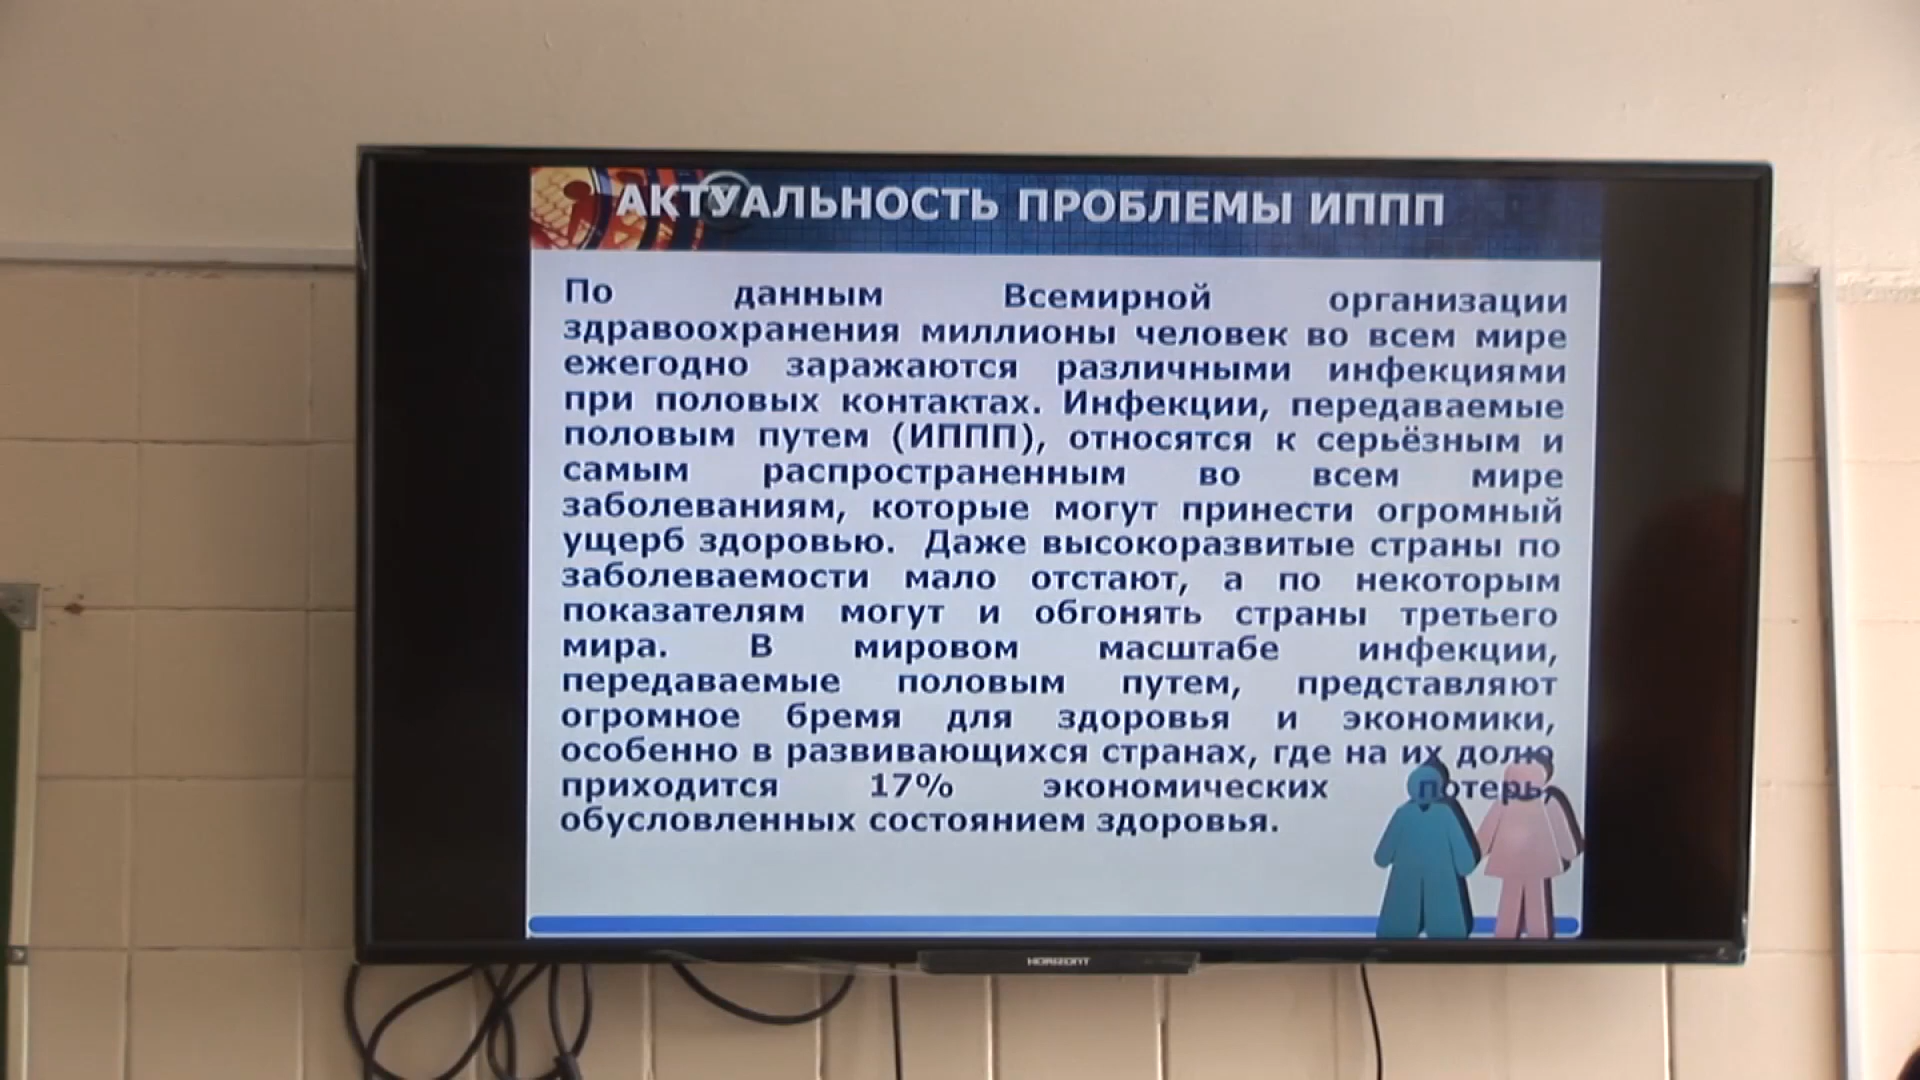 АКТУАЛЬНОСТЬ ПРОБЛЕМЫ ИППП
По данным Всемирной организации
здравоохранения миллионы человек во всем мире
ежегодно заражаются различными инфекциями
при половых контактах. Инфекции, передаваемые
половым путем (ИППП), относятся к серьёзным и
самым распространенным во всем мире
заболеваниям, которые могут принести огромный
ущерб здоровью. Даже высокоразвитые страны по
заболеваемости мало отстают, а по некоторым
показателям могут и обгонять страны третьего
мира. В мировом масштабе инфекции,
передаваемые половым путем, представляют
огромное бремя для здоровья и экономики,
особенно в развивающихся странах, где на их долю
приходится 17% экономических потерь,
обусловленных состоянием здоровья.
HORIZONT